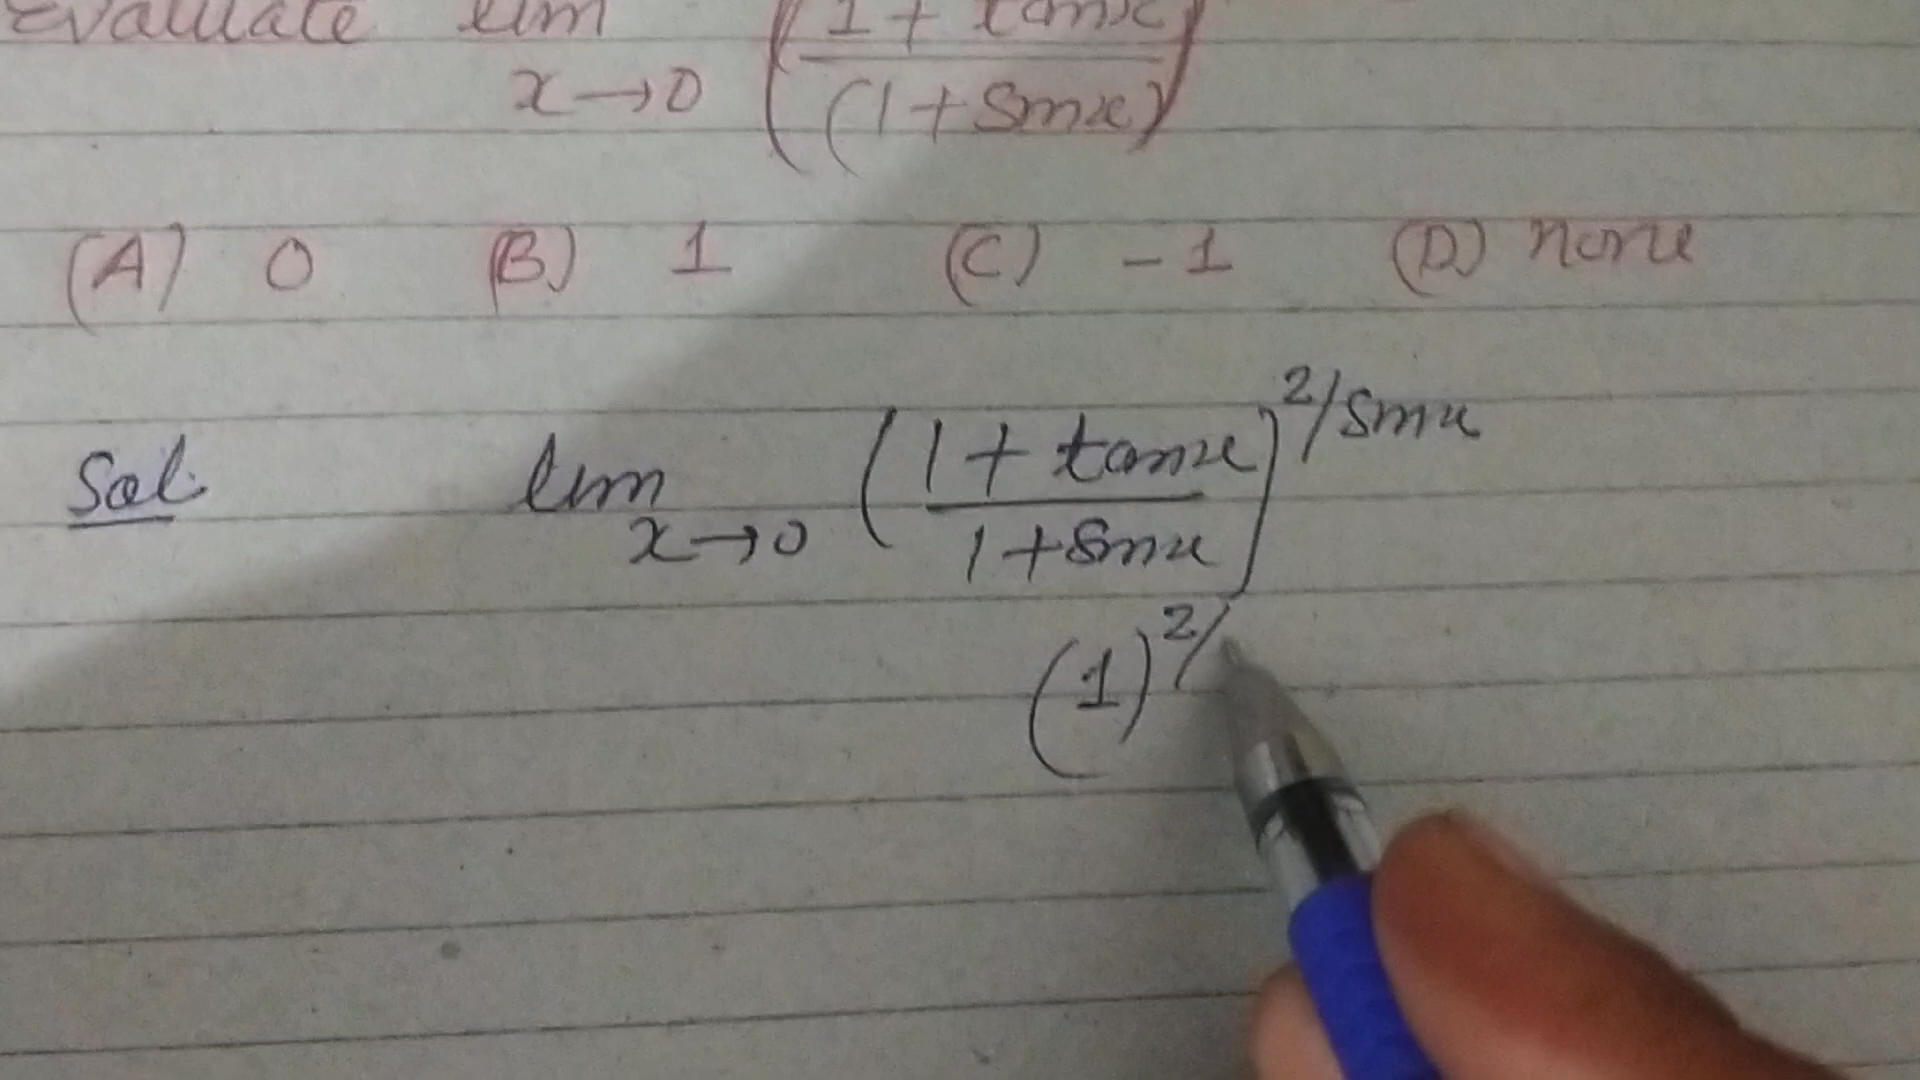 Evaluate lim x→0 (1 + tanx / (1 + sinx))
(A) 0 (B) 1 (C) -1 (D) none
Sol. lim x→0 (1 + tanx / 1 + sinx)^2/sinx
(1)^2/